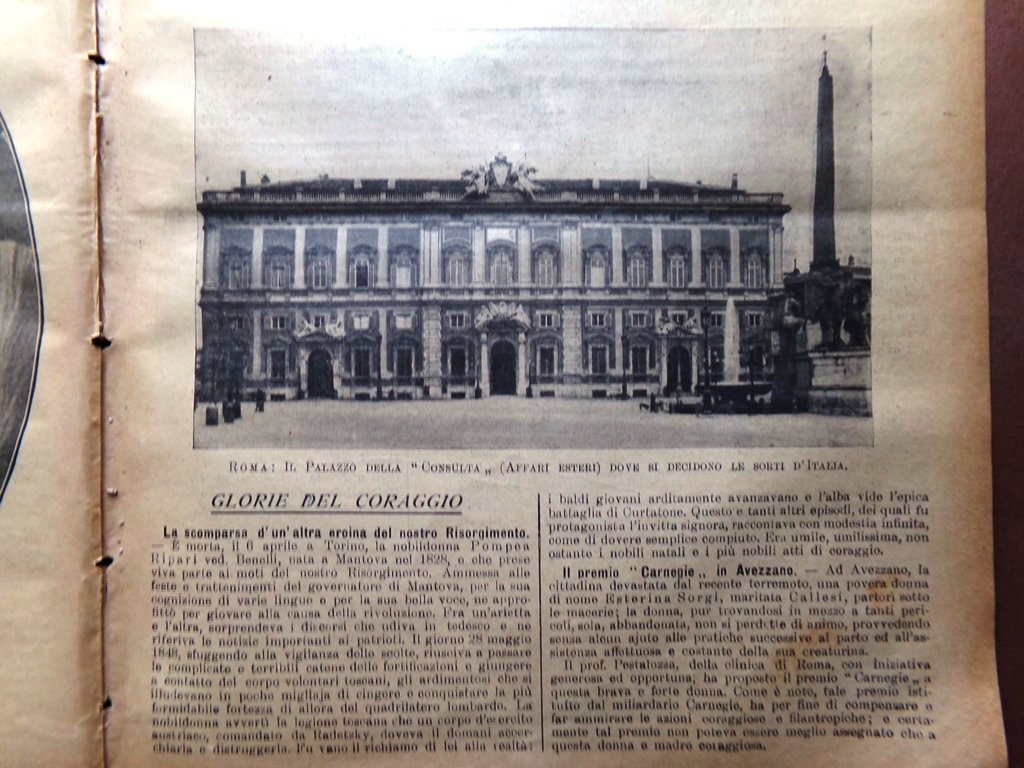 ROMA: IL PALAZZO DELLA "CONSULTA„ (AFFARI ESTERI) DOVE SI DECIDONO LE SORTI D'ITALIA.
GLORIE DEL CORAGGIO
La scomparsa d'un'altra eroina del nostro Risorgimento.
— È morta, il 6 aprile a Torino, la nobildonna Pompea
Ripari ved. Benelli, nata a Mantova nel 1828, e che prese
viva parte ai moti del nostro Risorgimento. Ammessa alle
feste e trattenimenti del governatore di Mantova, per la sua
cognizione di varie lingue e per la sua bella voce, ne appro-
fittò per giovare alla causa della rivoluzione. Fra un'arietta
e l'altra, sorprendeva i discorsi che udiva in tedesco e ne
riferiva le notizie importanti ai patrioti. Il giorno 28 maggio
1848, sfuggendo alla vigilanza delle scolte, riusciva a passare
le complicate e terribili catene delle fortificazioni e giungere
a contatto del corpo volontari toscani, gli ardimentosi che si
illudevano in poche migliaja di cingere e conquistare la più
formidabile fortezza di allora del quadrilatero lombardo. La
nobildonna avvertì la legione toscana che un corpo d'esercito
austriaco, comandato da Radetzky, doveva il domani accer-
chiarla e distruggerla. Fu vano il richiamo di lei alla realtà:
i baldi giovani arditamente avanzavano e l'alba vide l'epica
battaglia di Curtatone. Questo e tanti altri episodi, dei quali fu
protagonista l'invitta signora, raccontava con modestia infinita,
come di dovere semplice compiuto. Era umile, umilissima, non
ostante i nobili natali e i più nobili atti di coraggio.
Il premio "Carnegie„ in Avezzano. — Ad Avezzano, la
cittadina devastata dal recente terremoto, una povera donna
di nome Esterina Sorgi, maritata Callesi, partorì sotto
le macerie; la donna, pur trovandosi in mezzo a tanti peri-
coli, sola, abbandonata, non si perdette di animo, provvedendo
senza alcun ajuto alle pratiche successive al parto ed all'as-
sistenza affettuosa e costante della sua creaturina.
Il prof. Pestalozza, della clinica di Roma, con iniziativa
generosa ed opportuna, ha proposto il premio "Carnegie„ a
questa brava e forte donna. Come è noto, tale premio isti-
tuito dal miliardario Carnegie, ha per fine di compensare e
far ammirare le azioni coraggiose e filantropiche; e certa-
mente tal premio non poteva essere meglio assegnato che a
questa donna e madre coraggiosa.